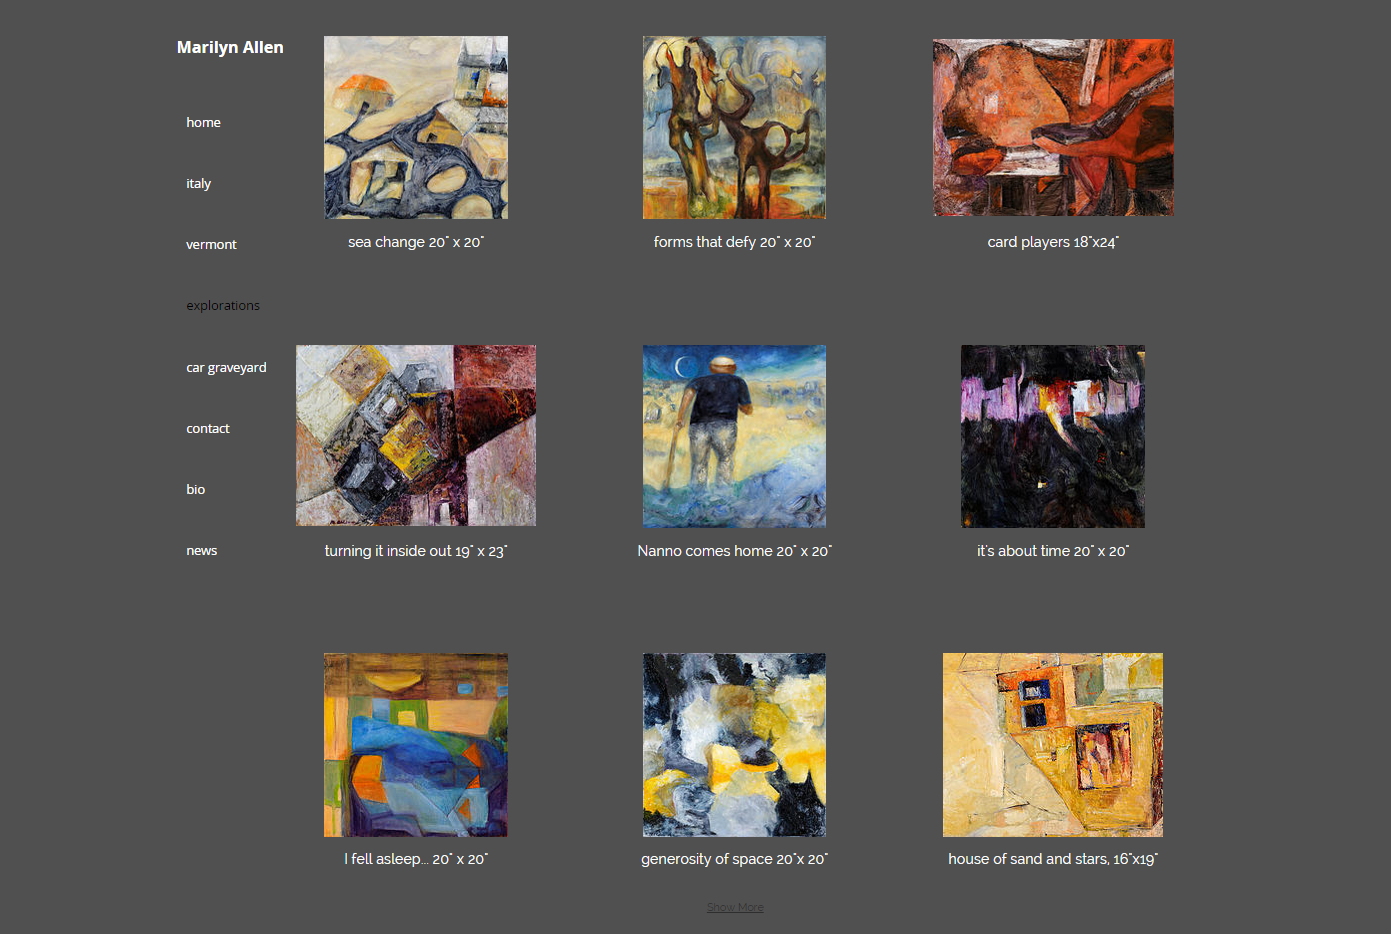 Marilyn Allen
home
italy
vermont
explorations
car graveyard
contact
bio
news
sea change 20" x 20"
forms that defy 20" x 20"
card players 18"x24"
turning it inside out 19" x 23"
Nanno comes home 20" x 20"
it's about time 20" x 20"
I fell asleep... 20" x 20"
generosity of space 20"x 20"
house of sand and stars, 16"x19"
Show More